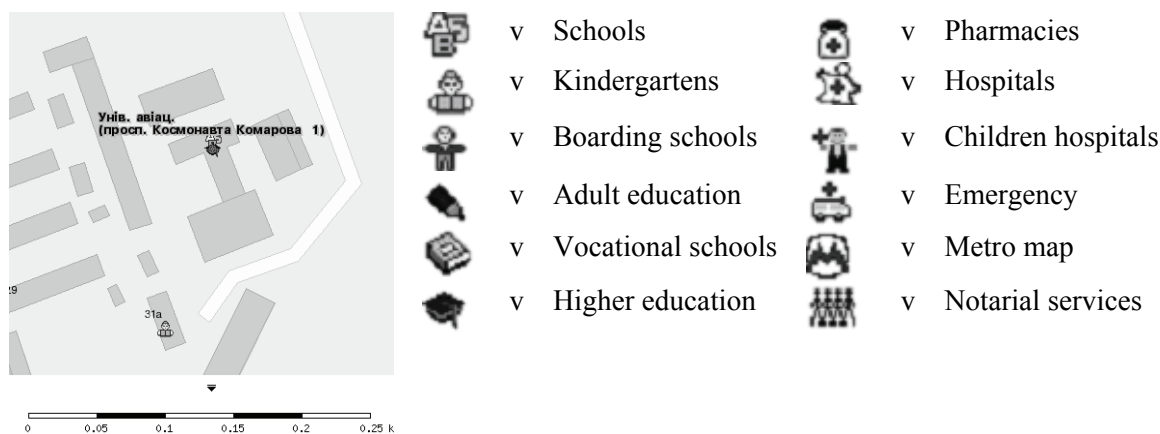 Унів. авіац.
(просп. Космонавта Комарова 1)
29
31а
0 0.05 0.1 0.15 0.2 0.25 k
v Schools
v Kindergartens
v Boarding schools
v Adult education
v Vocational schools
v Higher education
v Pharmacies
v Hospitals
v Children hospitals
v Emergency
v Metro map
v Notarial services